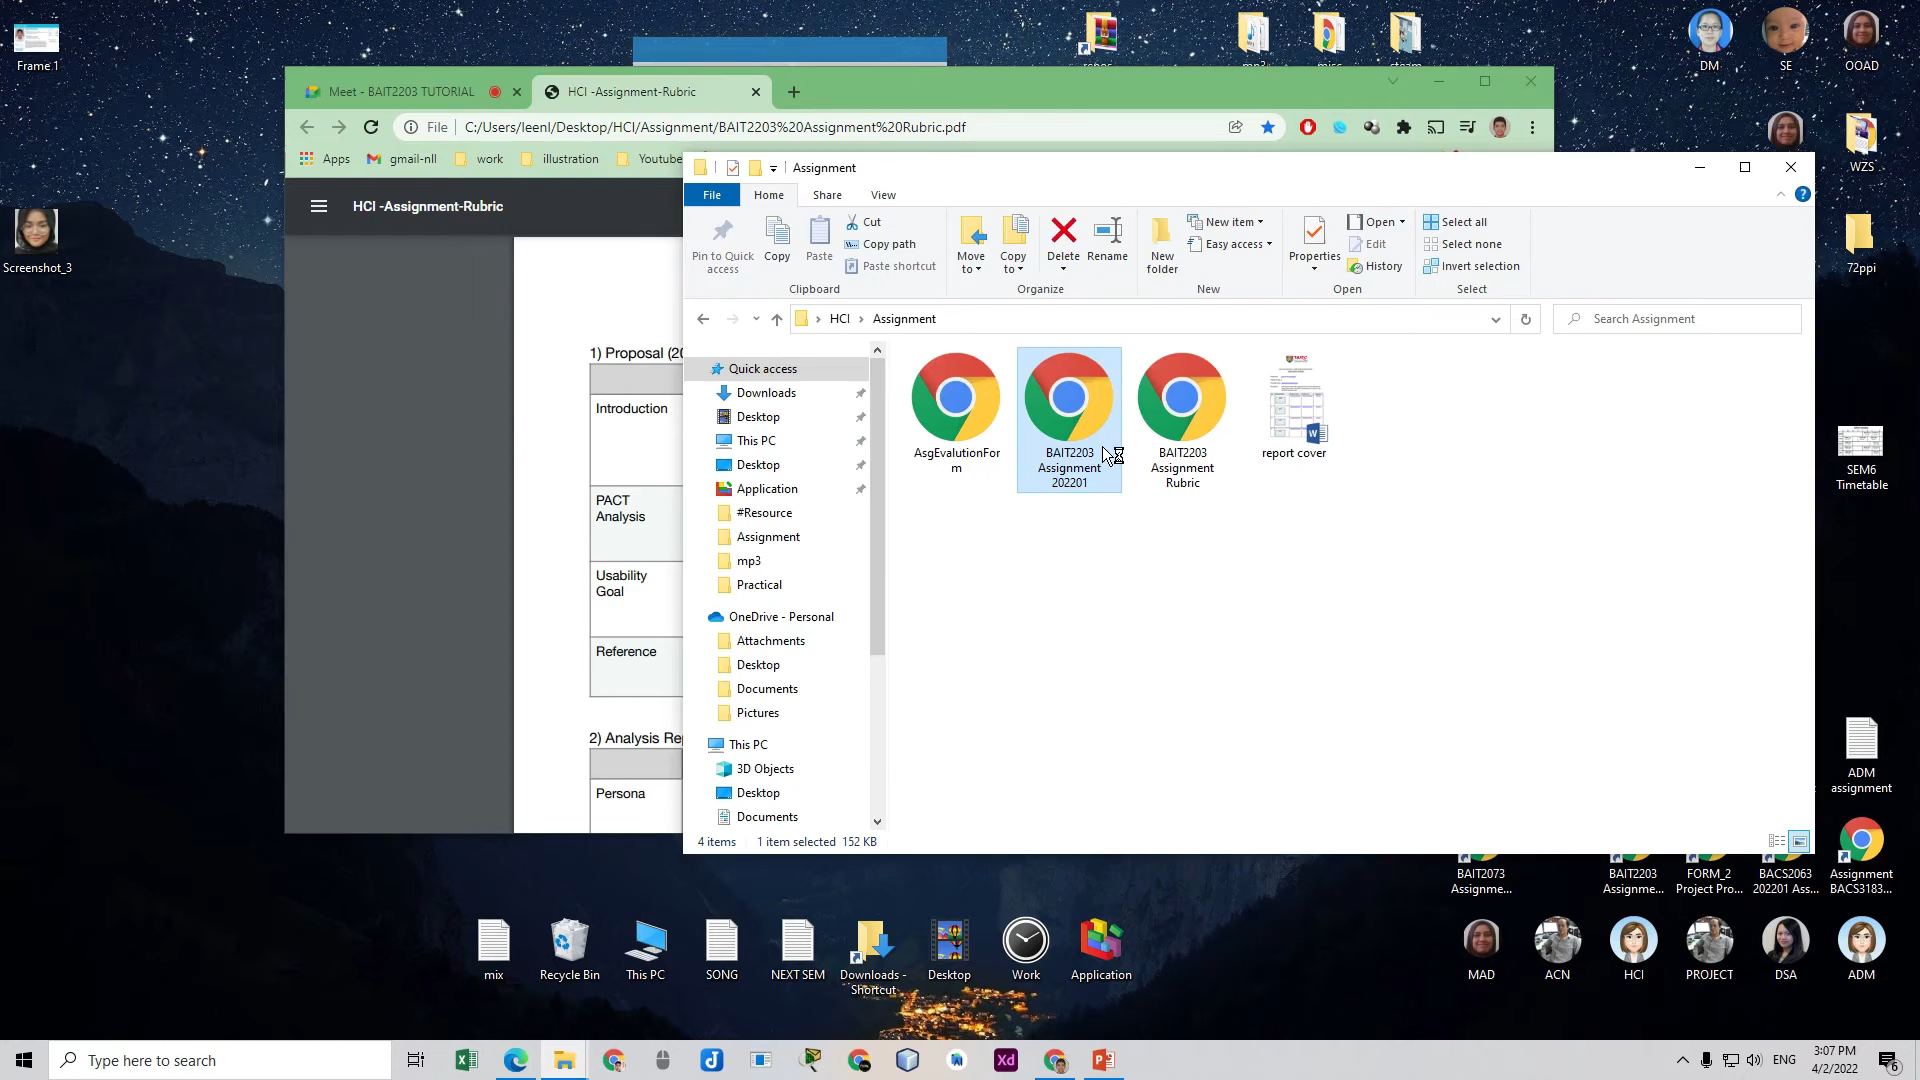 Frame 1
Screenshot_3
DM
SE
OOAD
WZS
72ppi
SEM6
Timetable
ADM
assignment
Meet - BAIT2203 TUTORIAL
HCI -Assignment-Rubric
File
C:/Users/leenl/Desktop/HCI/Assignment/BAIT2203%20Assignment%20Rubric.pdf
Apps
gmail-nll
work
illustration
Youtube
HCI -Assignment-Rubric
1) Proposal (20
Introduction
PACT
Analysis
Usability
Goal
Reference
2) Analysis Re
Persona
Assignment
File
Home
Share
View
Pin to Quick
access
Copy
Paste
Cut
Copy path
Paste shortcut
Clipboard
Move
to
Copy
to
Delete
Rename
Organize
New
folder
New item
Easy access
New
Properties
Open
Edit
History
Open
Select all
Select none
Invert selection
Select
HCI
Assignment
Search Assignment
Quick access
Downloads
Desktop
This PC
Desktop
Application
#Resource
Assignment
mp3
Practical
OneDrive - Personal
Attachments
Desktop
Documents
Pictures
This PC
3D Objects
Desktop
Documents
AsgEvalutionFor
m
BAIT2203
Assignment
202201
BAIT2203
Assignment
Rubric
report cover
4 items
1 item selected 152 KB
BAIT2073
Assignme...
BAIT2203
Assignme...
FORM_2
Project Pro...
BACS2063
202201 Ass...
Assignment
BACS3183...
mix
Recycle Bin
This PC
SONG
NEXT SEM
Downloads -
Shortcut
Desktop
Work
Application
MAD
ACN
HCI
PROJECT
DSA
ADM
Type here to search
Xd
ENG
3:07 PM
4/2/2022
6